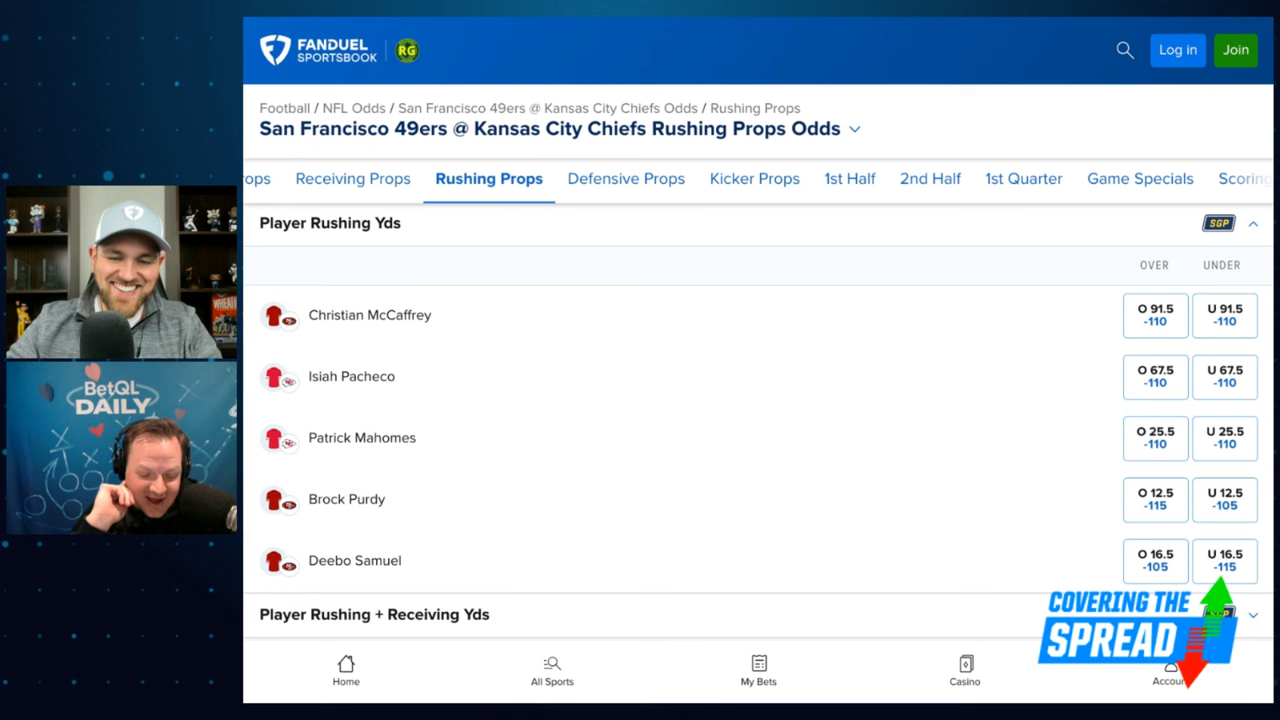 FANDUEL
SPORTSBOOK
RG
Log in
Join
Football / NFL Odds / San Francisco 49ers @ Kansas City Chiefs Odds / Rushing Props
San Francisco 49ers @ Kansas City Chiefs Rushing Props Odds
ops
Receiving Props
Rushing Props
Defensive Props
Kicker Props
1st Half
2nd Half
1st Quarter
Game Specials
Scoring
Player Rushing Yds
SGP
OVER
UNDER
Christian McCaffrey
O 91.5
-110
U 91.5
-110
Isiah Pacheco
O 67.5
-110
U 67.5
-110
Patrick Mahomes
O 25.5
-110
U 25.5
-110
Brock Purdy
O 12.5
-115
U 12.5
-105
Deebo Samuel
O 16.5
-105
U 16.5
-115
Player Rushing + Receiving Yds
COVERING THE
SPREAD
Home
All Sports
My Bets
Casino
Accou
BetQL
DAILY
WHEATIES